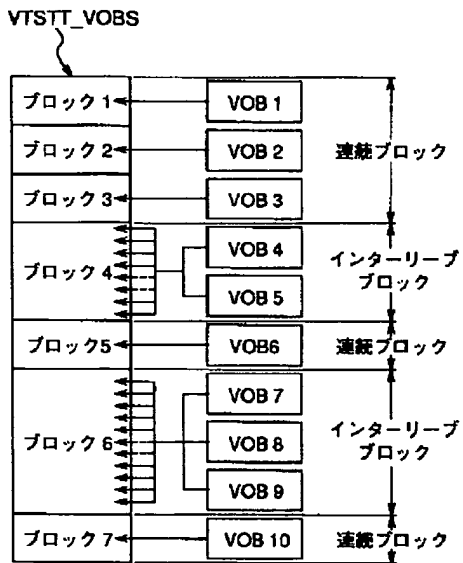 VTSTT_VOBS
ブロック1
VOB 1
ブロック2
VOB 2
連続ブロック
ブロック3
VOB 3
ブロック4
VOB 4
VOB 5
インターリーブ
ブロック
ブロック5
VOB6
連続ブロック
ブロック6
VOB 7
VOB 8
VOB 9
インターリーブ
ブロック
ブロック7
VOB 10
連続ブロック